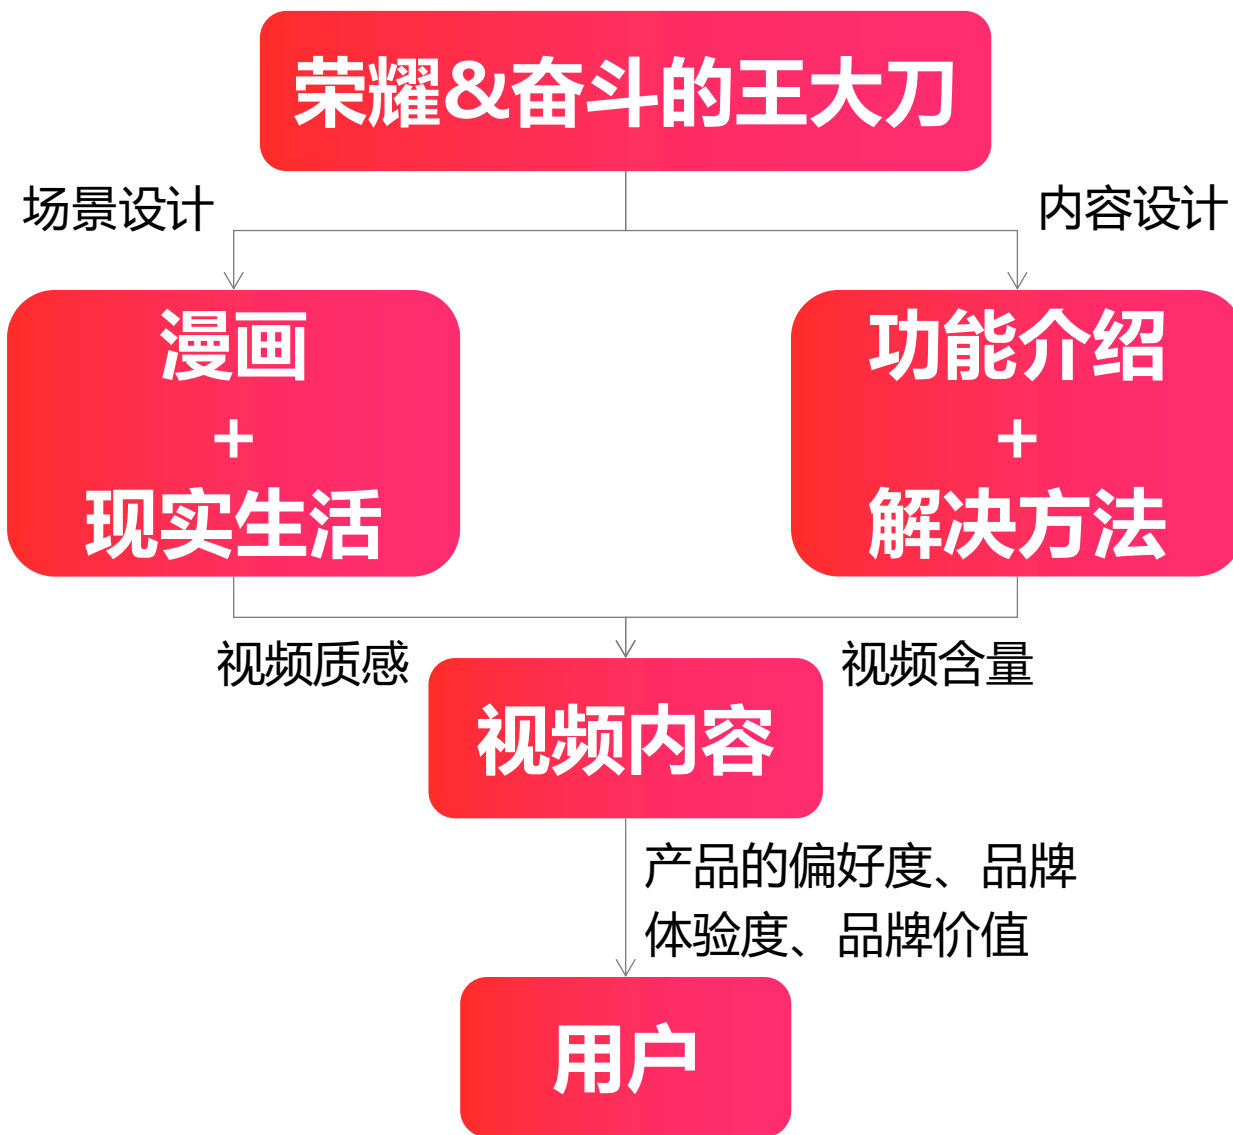 荣耀&奋斗的王大刀
场景设计
内容设计
漫画
+
现实生活
功能介绍
+
解决方法
视频质感
视频含量
视频内容
产品的偏好度、品牌
体验度、品牌价值
用户